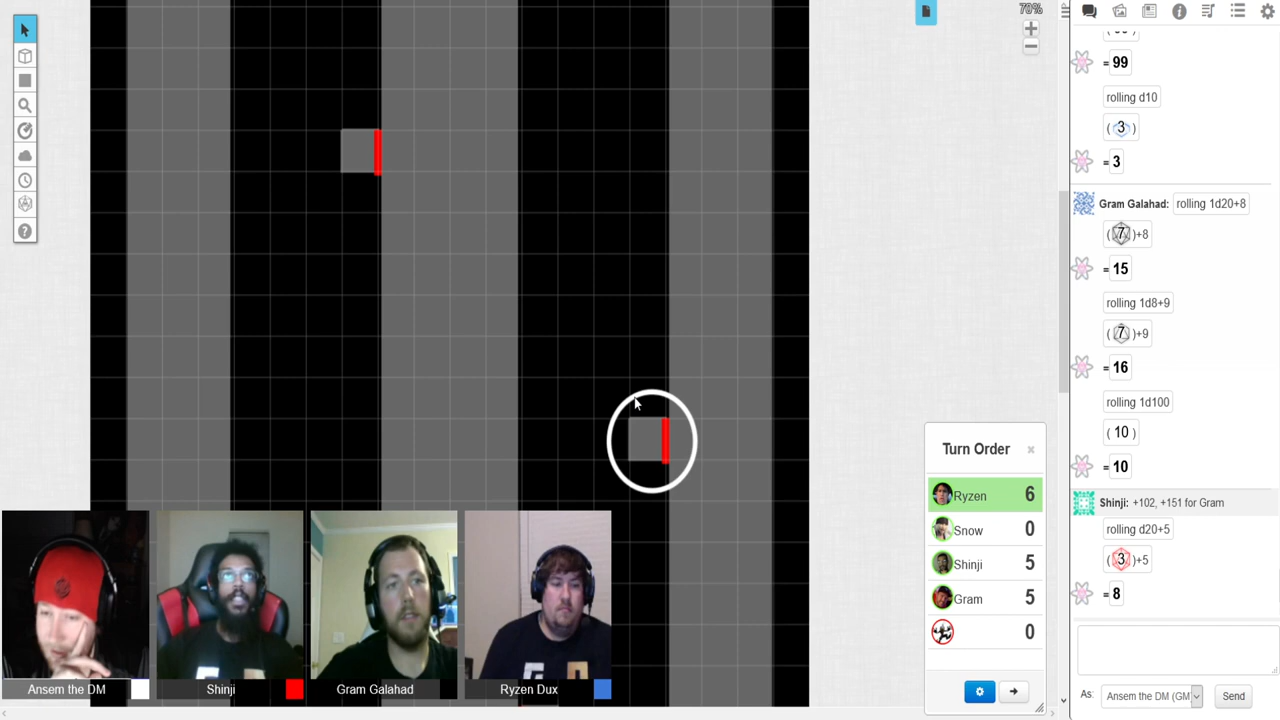 70%
= 99
rolling d10
( 3 )
= 3
Gram Galahad: rolling 1d20+8
( 7 )+8
= 15
rolling 1d8+9
( 7 )+9
= 16
rolling 1d100
( 10 )
= 10
Shinji: +102, +151 for Gram
rolling d20+5
( 3 )+5
= 8
Turn Order ×
Ryzen 6
Snow 0
Shinji 5
Gram 5
0
Ansem the DM
Shinji
Gram Galahad
Ryzen Dux
As: Ansem the DM (GM)
Send